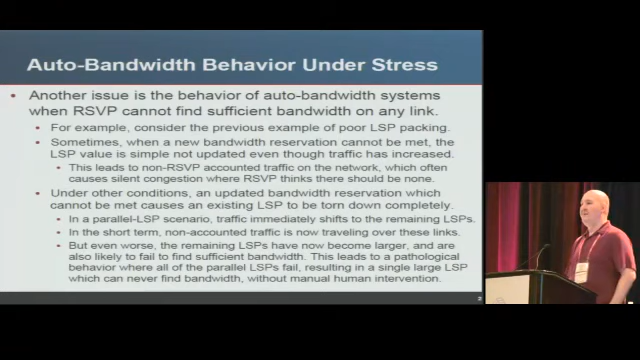 Auto-Bandwidth Behavior Under Stress
• Another issue is the behavior of auto-bandwidth systems
when RSVP cannot find sufficient bandwidth on any link.
• For example, consider the previous example of poor LSP packing.
• Sometimes, when a new bandwidth reservation cannot be met, the
LSP value is simple not updated even though traffic has increased.
• This leads to non-RSVP accounted traffic on the network, which often
causes silent congestion where RSVP thinks there should be none.
• Under other conditions, an updated bandwidth reservation which
cannot be met causes an existing LSP to be torn down completely.
• In a parallel-LSP scenario, traffic immediately shifts to the remaining LSPs.
• In the short term, non-accounted traffic is now traveling over these links.
• But even worse, the remaining LSPs have now become larger, and are
also likely to fail to find sufficient bandwidth. This leads to a pathological
behavior where all of the parallel LSPs fail, resulting in a single large LSP
which can never find bandwidth, without manual human intervention.